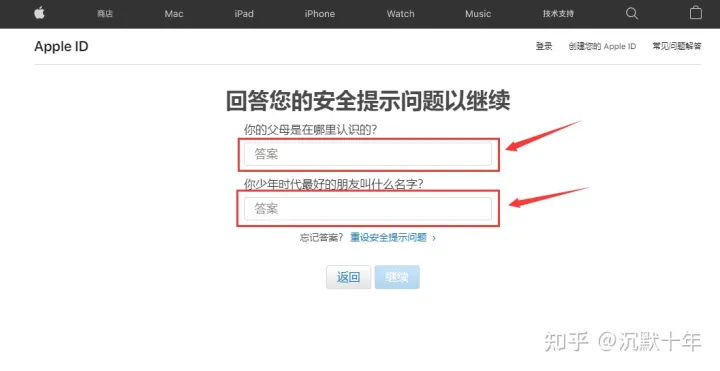 商店 Mac iPad iPhone Watch Music 技术支持
Apple ID 登录 创建您的 Apple ID 常见问题解答
回答您的安全提示问题以继续
你的父母是在哪里认识的?
答案
你少年时代最好的朋友叫什么名字?
答案
忘记答案? 重设安全提示问题 >
返回 继续
知乎 @沉默十年